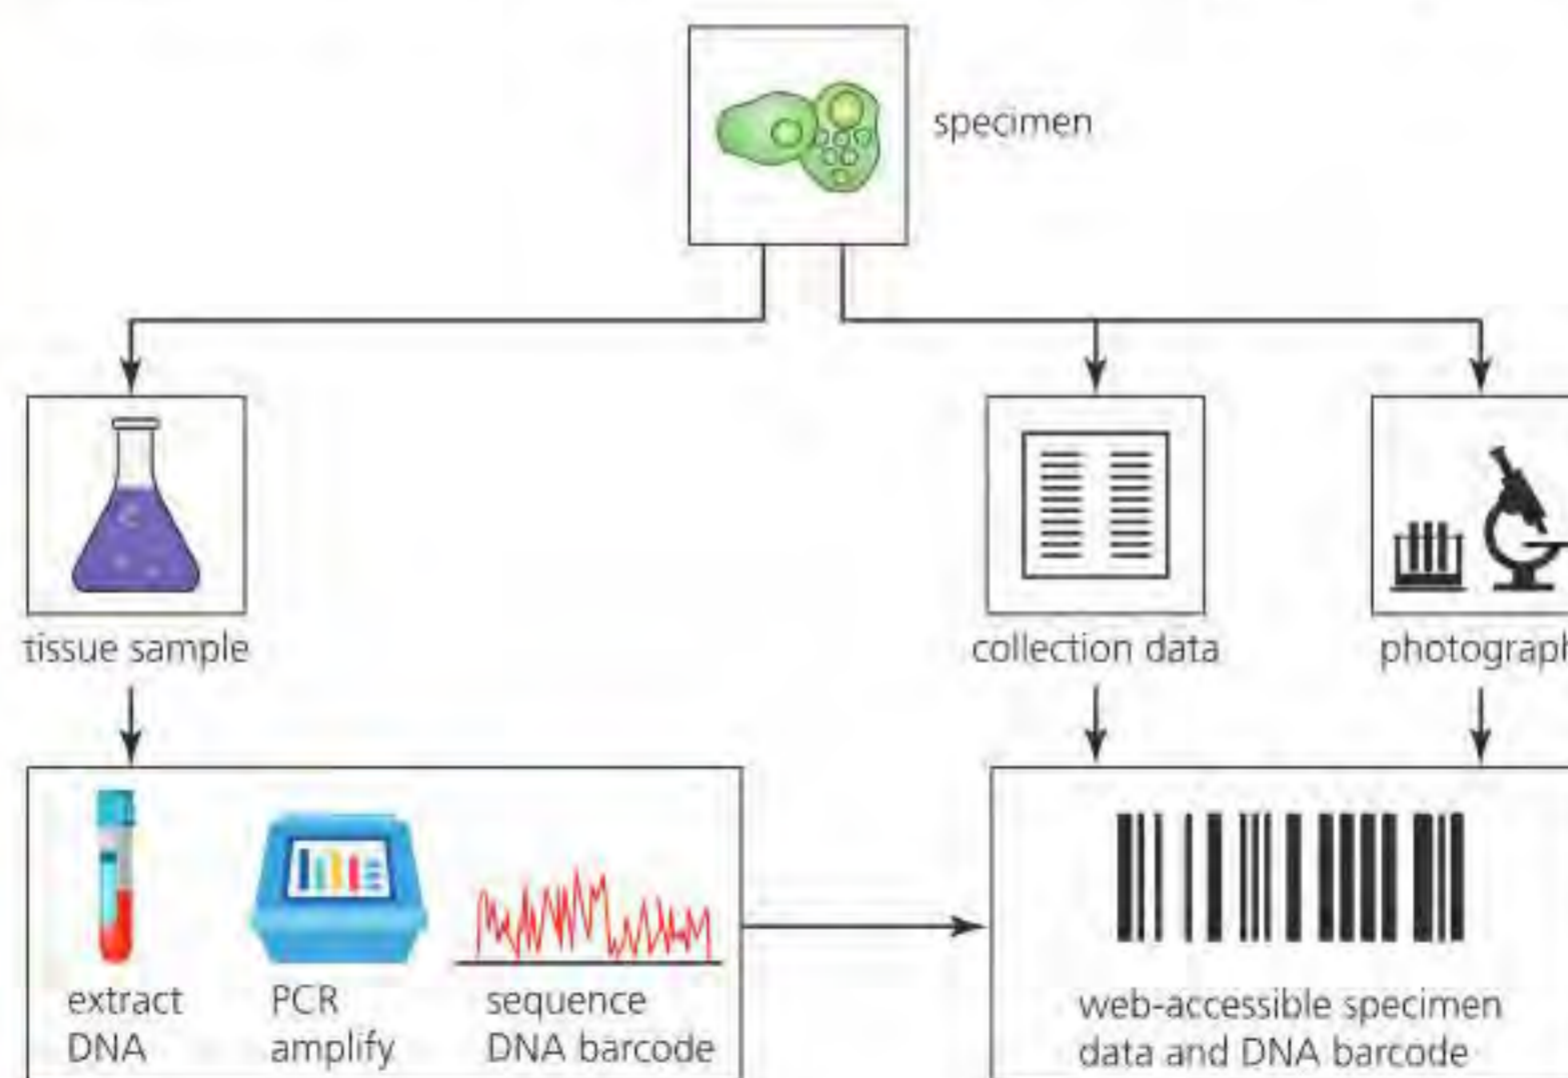 specimen
tissue sample
collection data
photograph
extract
DNA
PCR
amplify
sequence
DNA barcode
web-accessible specimen
data and DNA barcode